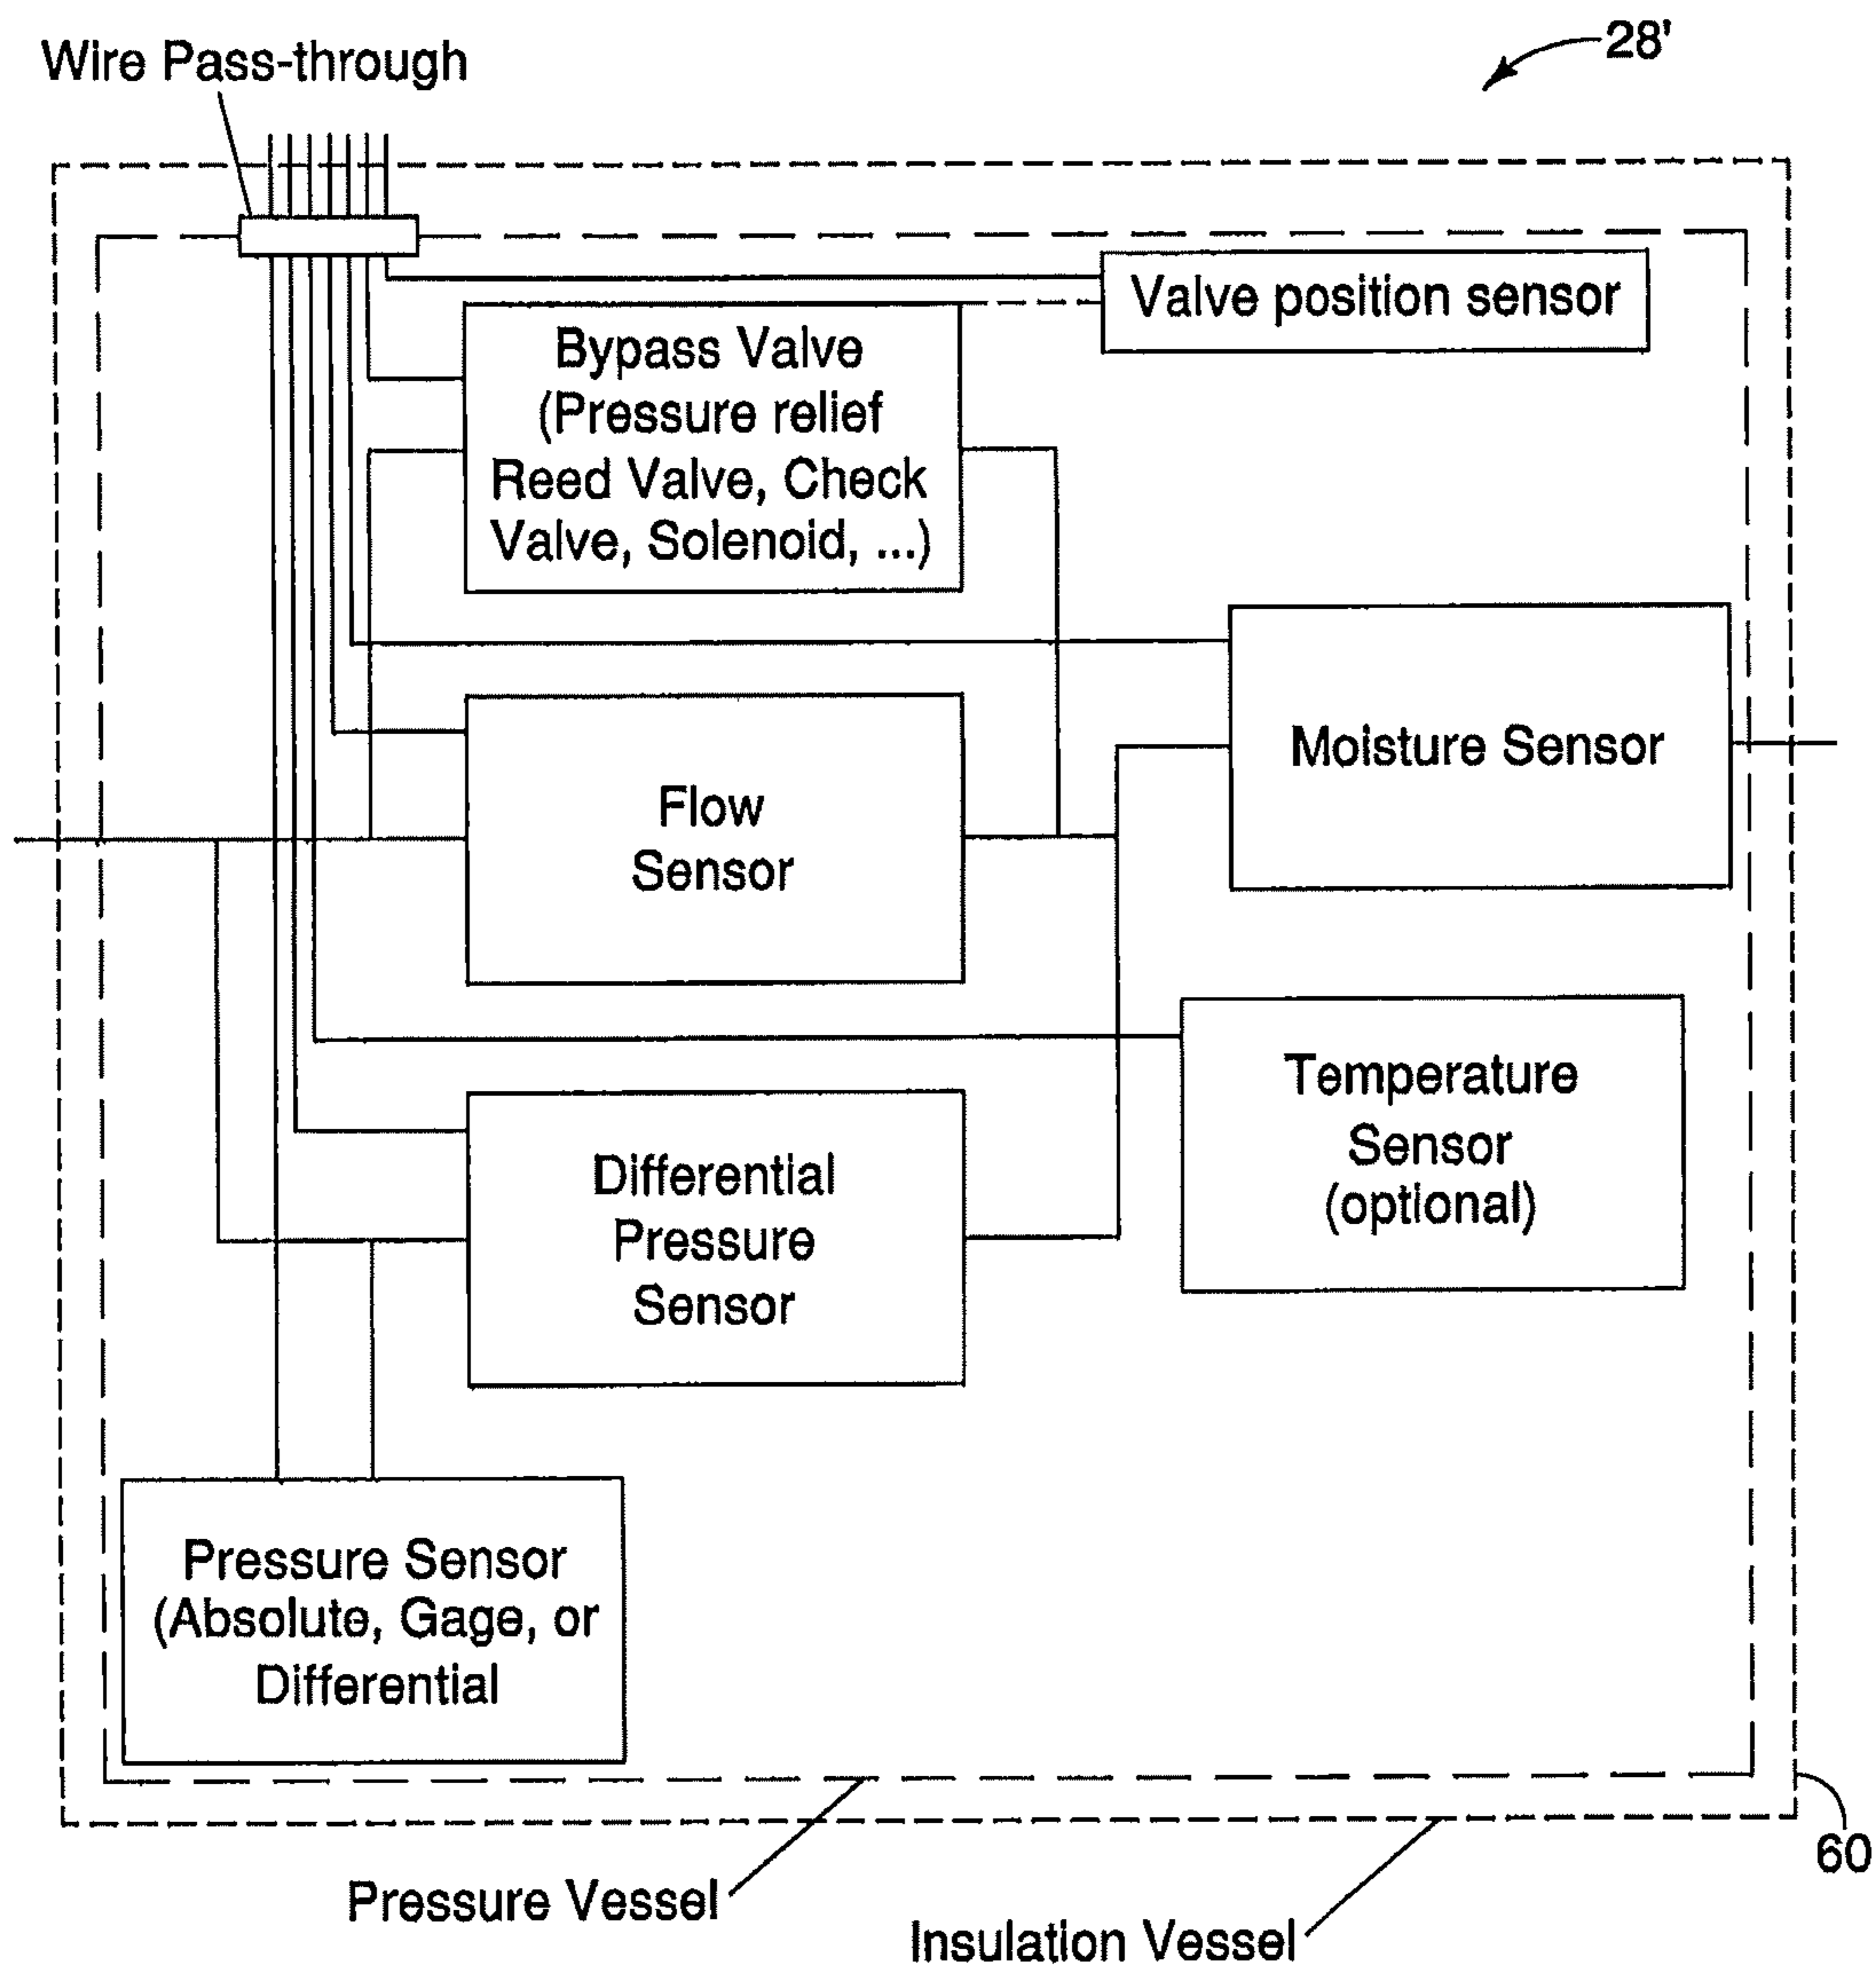 28'
Wire Pass-through
Valve position sensor
Bypass Valve
(Pressure relief
Reed Valve, Check
Valve, Solenoid, ...)
Moisture Sensor
Flow
Sensor
Temperature
Sensor
(optional)
Differential
Pressure
Sensor
Pressure Sensor
(Absolute, Gage, or
Differential
60
Pressure Vessel
Insulation Vessel